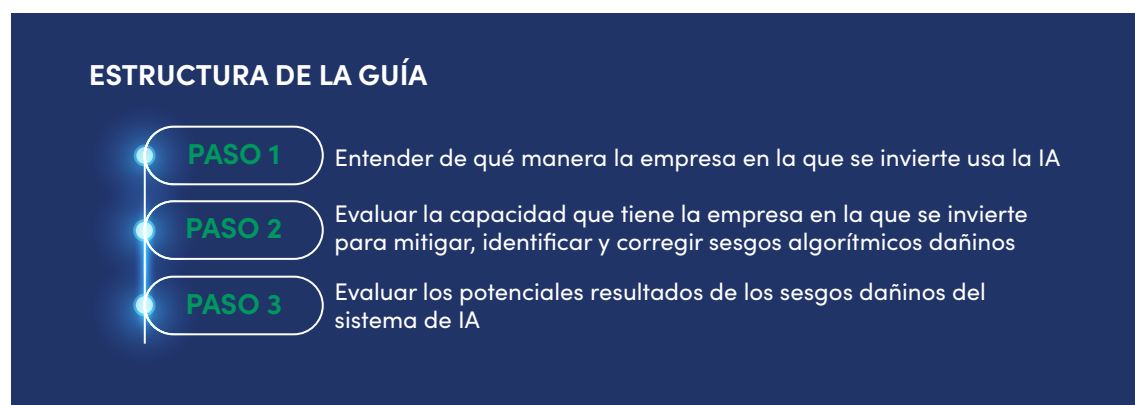 ESTRUCTURA DE LA GUÍA
PASO 1
Entender de qué manera la empresa en la que se invierte usa la IA
PASO 2
Evaluar la capacidad que tiene la empresa en la que se invierte
para mitigar, identificar y corregir sesgos algorítmicos dañinos
PASO 3
Evaluar los potenciales resultados de los sesgos dañinos del
sistema de IA